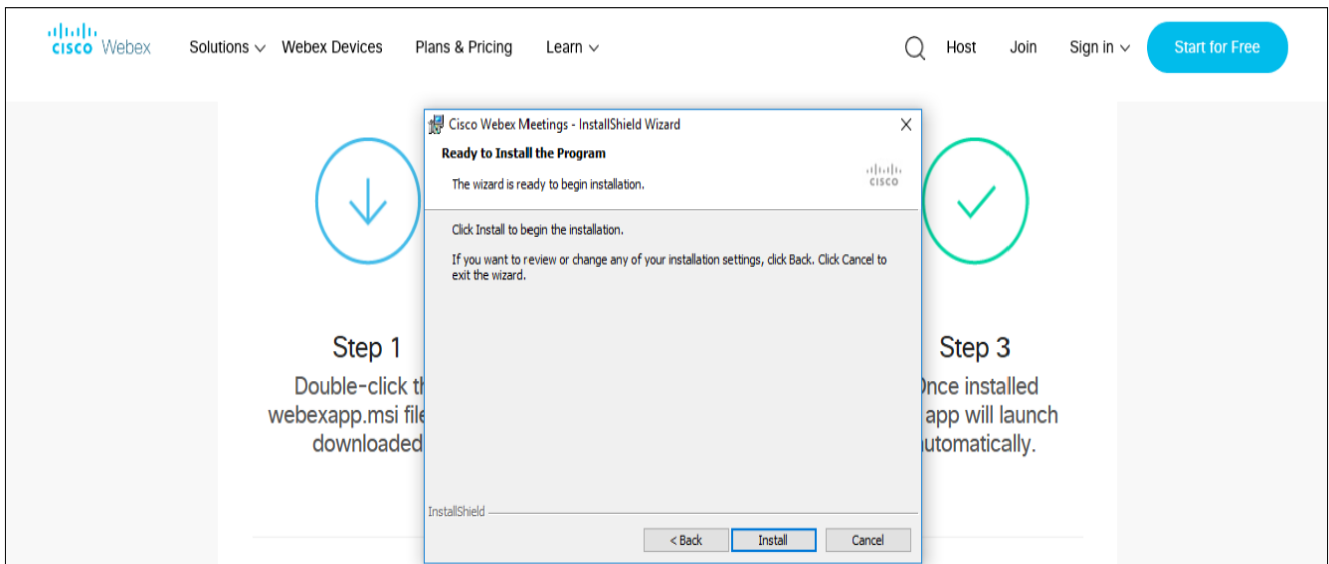 cisco Webex Solutions Webex Devices Plans & Pricing Learn Host Join Sign in Start for Free
Cisco Webex Meetings - InstallShield Wizard X
Ready to Install the Program
The wizard is ready to begin installation.
cisco
Click Install to begin the installation.
If you want to review or change any of your installation settings, click Back. Click Cancel to
exit the wizard.
InstallShield
< Back Install Cancel
Step 1
Double-click
webexapp.msi file
downloaded
Step 3
installed
app will launch